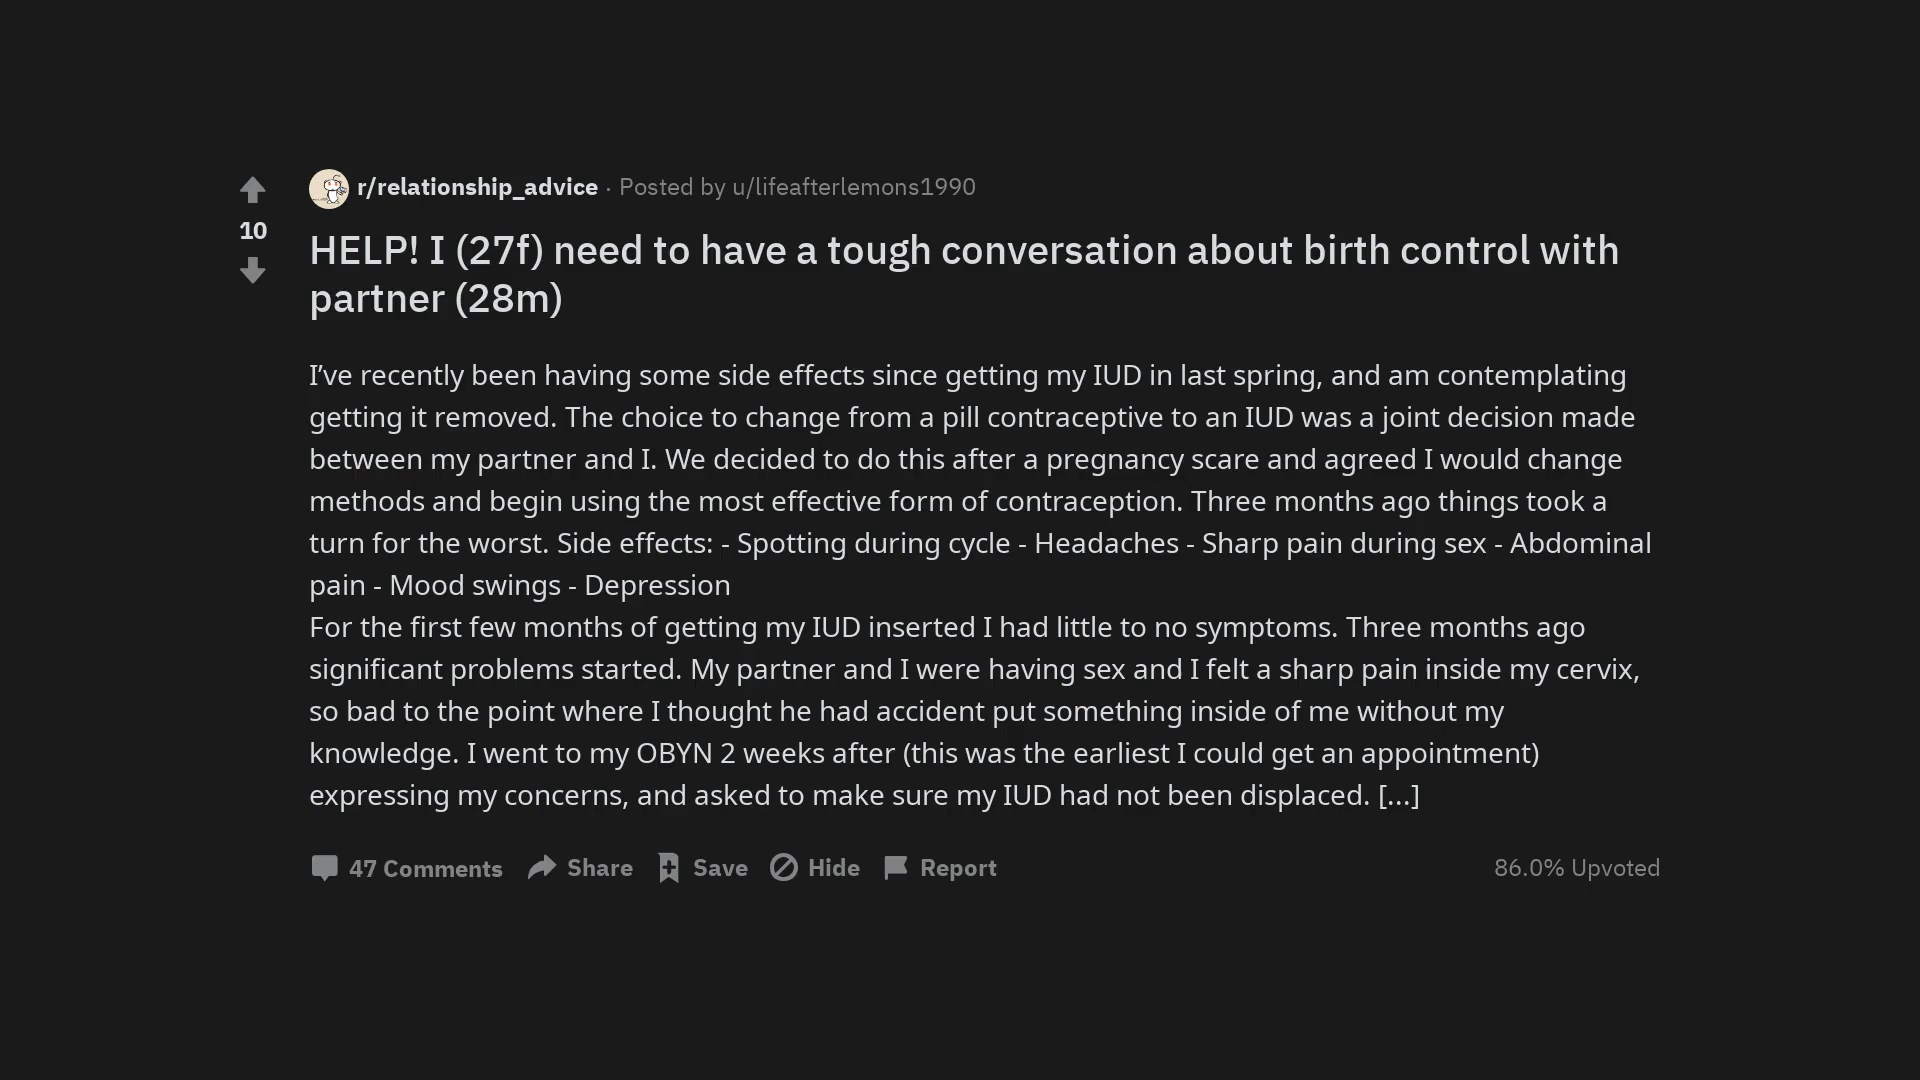 r/relationship_advice · Posted by u/lifeafterlemons1990
10
HELP! I (27f) need to have a tough conversation about birth control with
partner (28m)
I’ve recently been having some side effects since getting my IUD in last spring, and am contemplating
getting it removed. The choice to change from a pill contraceptive to an IUD was a joint decision made
between my partner and I. We decided to do this after a pregnancy scare and agreed I would change
methods and begin using the most effective form of contraception. Three months ago things took a
turn for the worst. Side effects: - Spotting during cycle - Headaches - Sharp pain during sex - Abdominal
pain - Mood swings - Depression
For the first few months of getting my IUD inserted I had little to no symptoms. Three months ago
significant problems started. My partner and I were having sex and I felt a sharp pain inside my cervix,
so bad to the point where I thought he had accident put something inside of me without my
knowledge. I went to my OBYN 2 weeks after (this was the earliest I could get an appointment)
expressing my concerns, and asked to make sure my IUD had not been displaced. [...]
47 Comments Share Save Hide Report 86.0% Upvoted